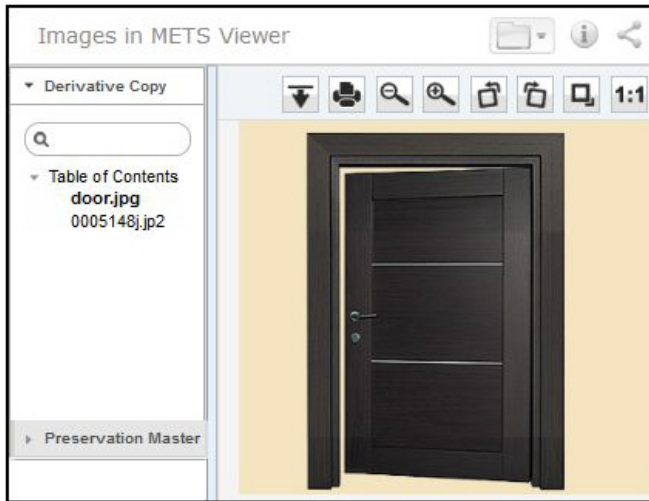 Images in METS Viewer
Derivative Copy
1:1
Table of Contents
door.jpg
0005148j.jp2
Preservation Master